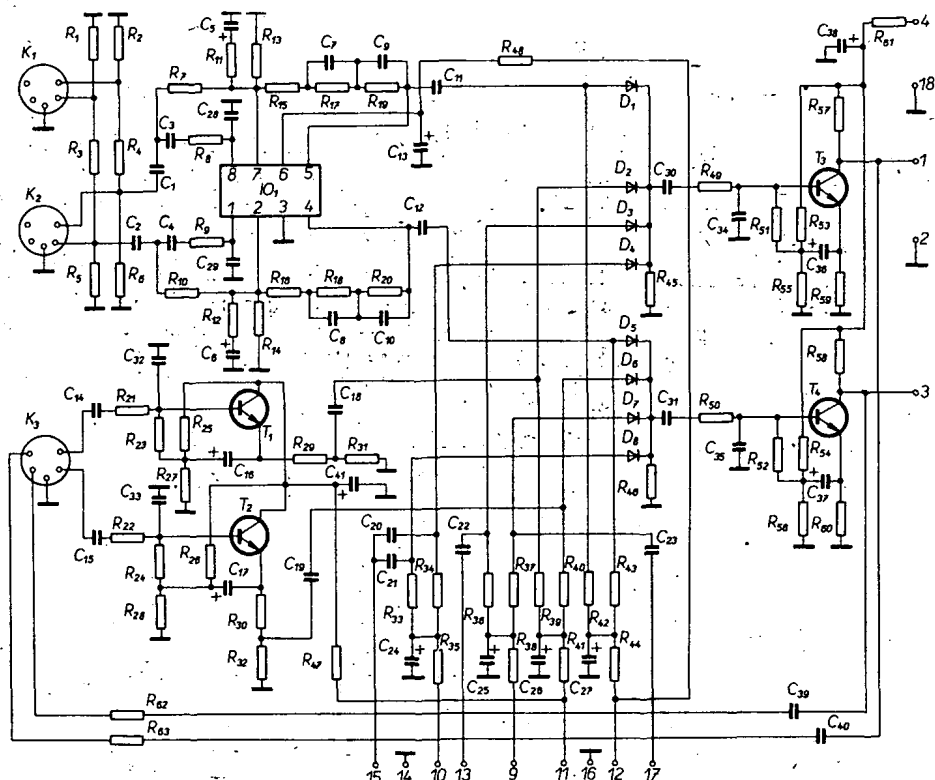 R1 R2 C5 + R13 C7 C9 R48 C38 + R61 4
K1 R7 R11 R15 R17 R19 C11 D1 R57 18
C3 C28 C13 + T3 1
R3 R4 R8 8 7 6 5 D2 C30 R49
K2 C1 IO1 C12 D3 C34 R51 R53 + C36 2
C2 C4 R9 1 2 3 4 D4
R5 R6 R10 C29 R16 R18 R20 R45 R55 R59
R12 + C6 R14 C8 C10 D5 R58
C32 D6 T4 3
K3 C14 R21 T1 C18 D7 C31 R50
R23 R25 + C16 R29 R31 D8 C35 R52 R54 + C37
C33 R27 C41 + R46 R56 R60
C15 R22 T2 C20 C22 C23
R24 R26 + C17 C19 C21 R34 R37 R40 R43
R28 R30 R33 R36 R39 R42
R32 R47 C24 + R35 C25 + R38 C26 + R41 C27 + R44
R62 C39
R63 C40
15 14 10 13 9 11 16 12 17